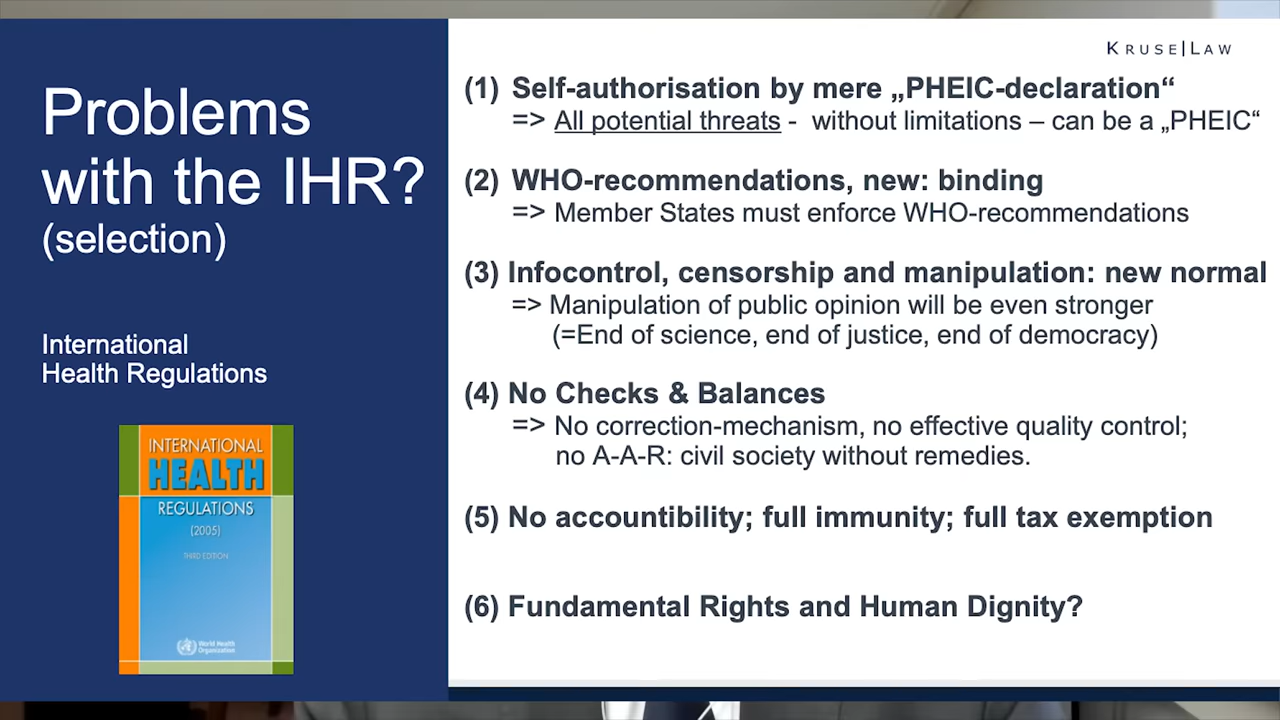 Problems
with the IHR?
(selection)
International
Health Regulations
INTERNATIONAL
HEALTH
REGULATIONS
(2005)
THIRD EDITION
World Health
Organization
KRUSE|LAW
(1) Self-authorisation by mere „PHEIC-declaration“
=> All potential threats - without limitations – can be a „PHEIC“
(2) WHO-recommendations, new: binding
=> Member States must enforce WHO-recommendations
(3) Infocontrol, censorship and manipulation: new normal
=> Manipulation of public opinion will be even stronger
(=End of science, end of justice, end of democracy)
(4) No Checks & Balances
=> No correction-mechanism, no effective quality control;
no A-A-R: civil society without remedies.
(5) No accountibility; full immunity; full tax exemption
(6) Fundamental Rights and Human Dignity?